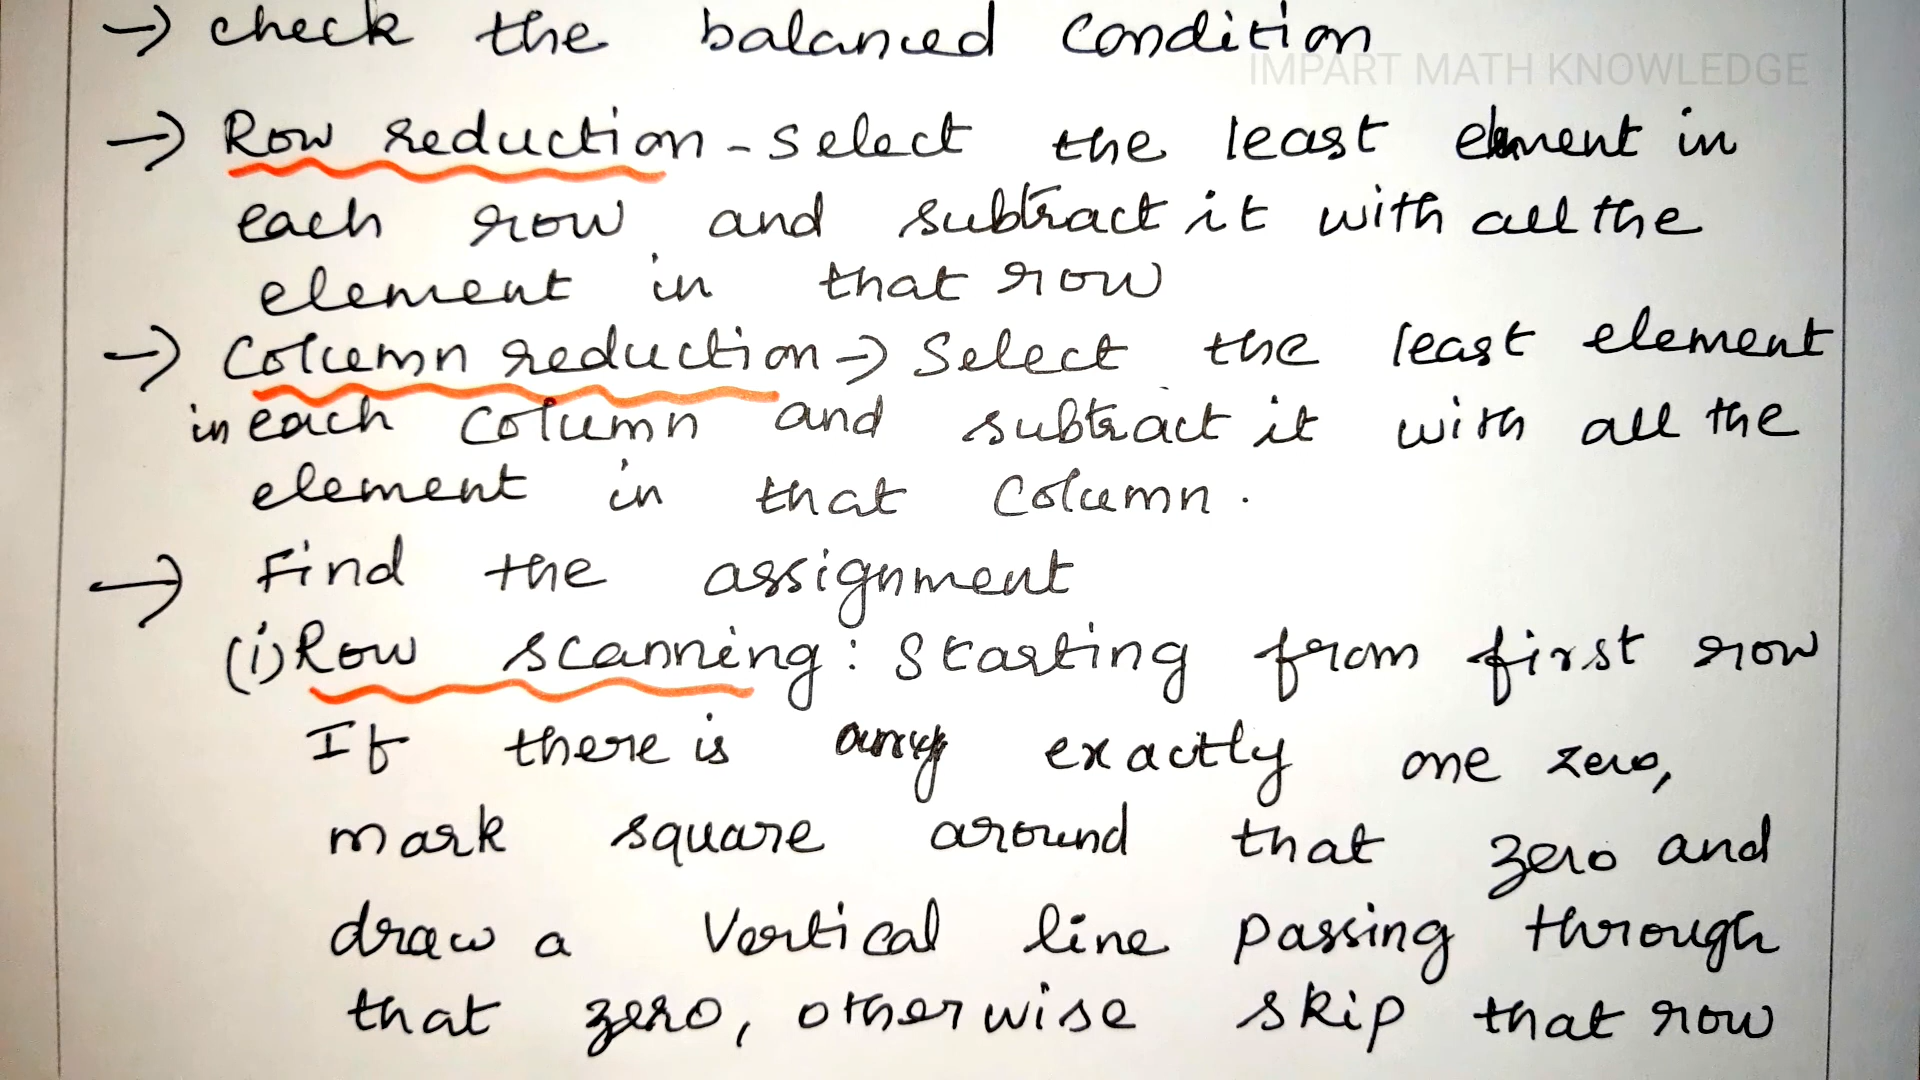 → check the balanced condition
IMPART MATH KNOWLEDGE
→ Row reduction - select the least element in
each row and subtract it with all the
element in that row
→ Column reduction → Select the least element
in each column and subtract it with all the
element in that column.
→ Find the assignment
(i) Row scanning: Starting from first row
If there is any exactly one zero,
mark square around that zero and
draw a vertical line passing through
that zero, otherwise skip that row